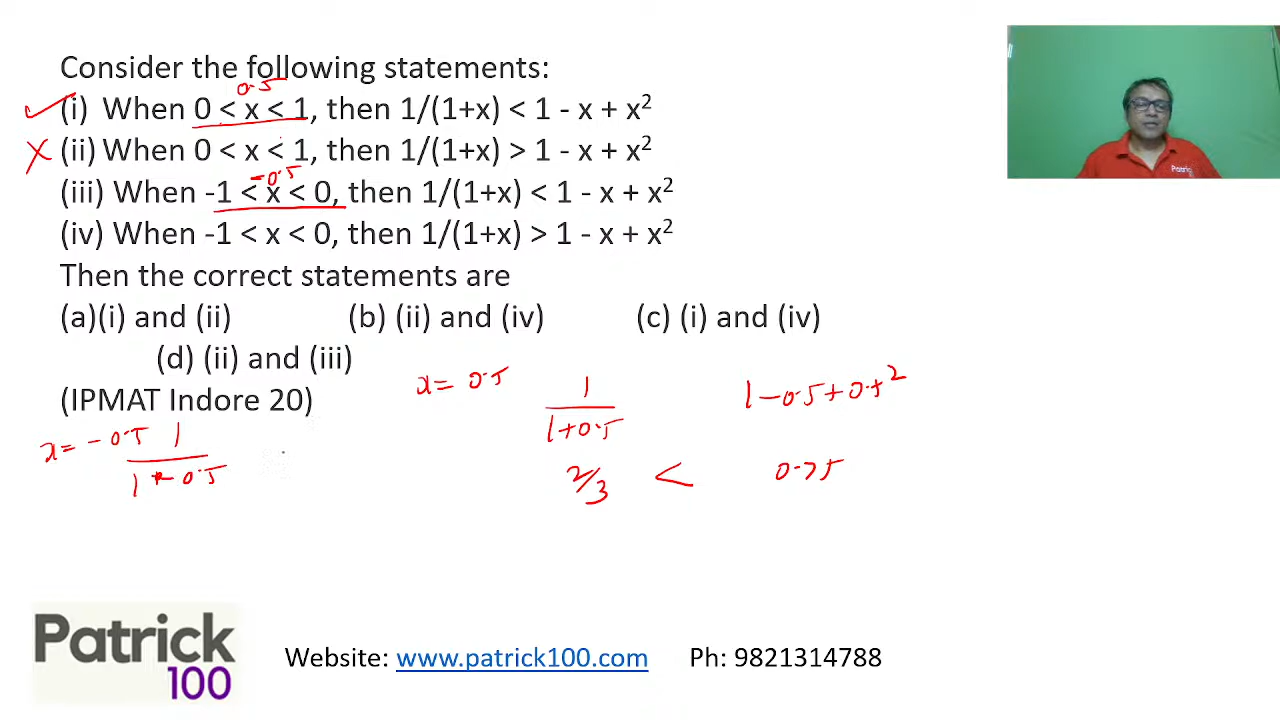 Consider the following statements:
0.5
(i) When 0 < x < 1, then 1/(1+x) < 1 - x + x²
(ii) When 0 < x < 1, then 1/(1+x) > 1 - x + x²
-0.5
(iii) When -1 < x < 0, then 1/(1+x) < 1 - x + x²
(iv) When -1 < x < 0, then 1/(1+x) > 1 - x + x²
Then the correct statements are
(a)(i) and (ii) (b) (ii) and (iv) (c) (i) and (iv)
(d) (ii) and (iii)
(IPMAT Indore 20)
x = 0.5 1/(1+0.5) 1-0.5+0.5²
2/3 < 0.75
x = -0.5 1/(1-0.5)
Patrick
Patrick
100
Website: www.patrick100.com Ph: 9821314788